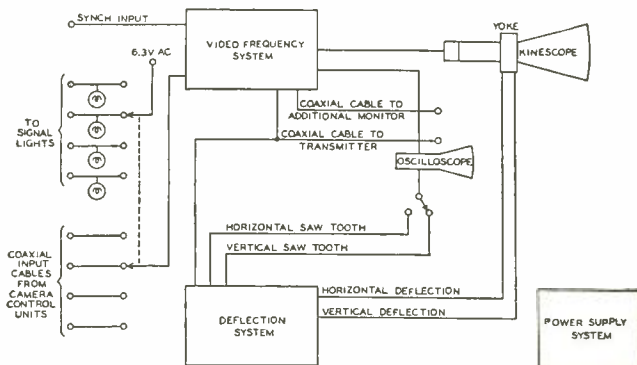 SYNCH INPUT
6.3V AC
VIDEO FREQUENCY
SYSTEM
YOKE
KINESCOPE
TO
SIGNAL
LIGHTS
COAXIAL CABLE TO
ADDITIONAL MONITOR
COAXIAL CABLE TO
TRANSMITTER
OSCILLOSCOPE
HORIZONTAL SAW TOOTH
VERTICAL SAW TOOTH
COAXIAL
INPUT
CABLES
FROM
CAMERA
CONTROL
UNITS
DEFLECTION
SYSTEM
HORIZONTAL DEFLECTION
VERTICAL DEFLECTION
POWER SUPPLY
SYSTEM